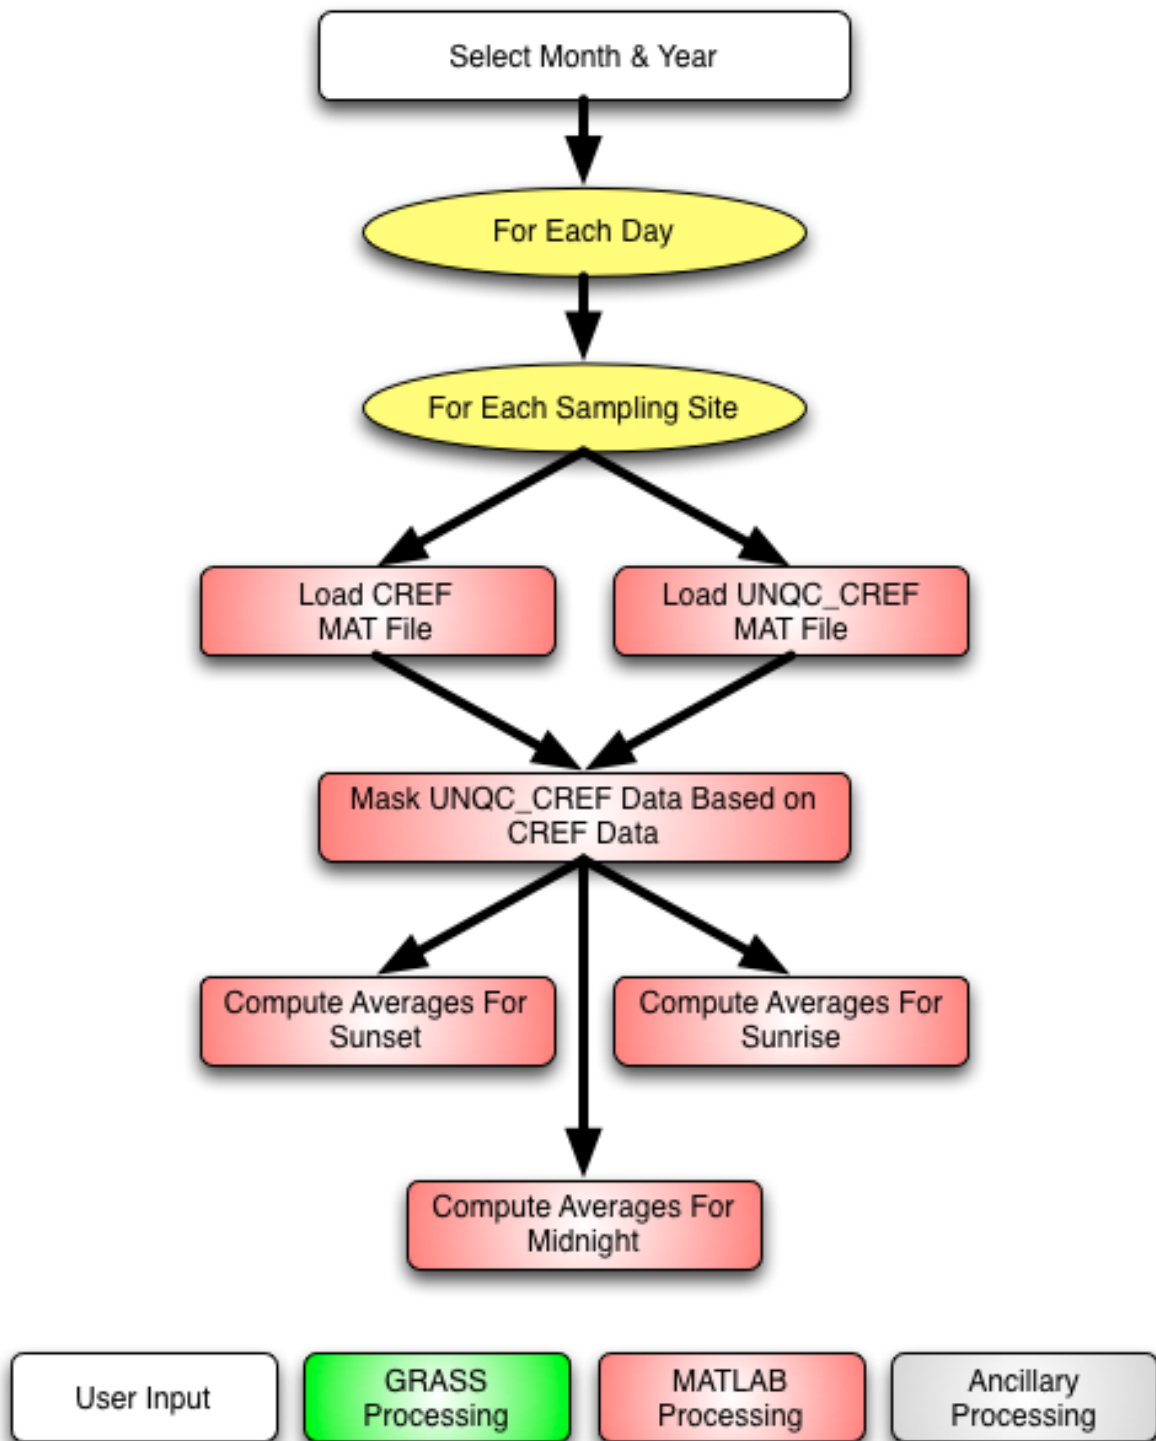 Select Month & Year
For Each Day
For Each Sampling Site
Load CREF
MAT File
Load UNQC_CREF
MAT File
Mask UNQC_CREF Data Based on
CREF Data
Compute Averages For
Sunset
Compute Averages For
Sunrise
Compute Averages For
Midnight
User Input
GRASS
Processing
MATLAB
Processing
Ancillary
Processing